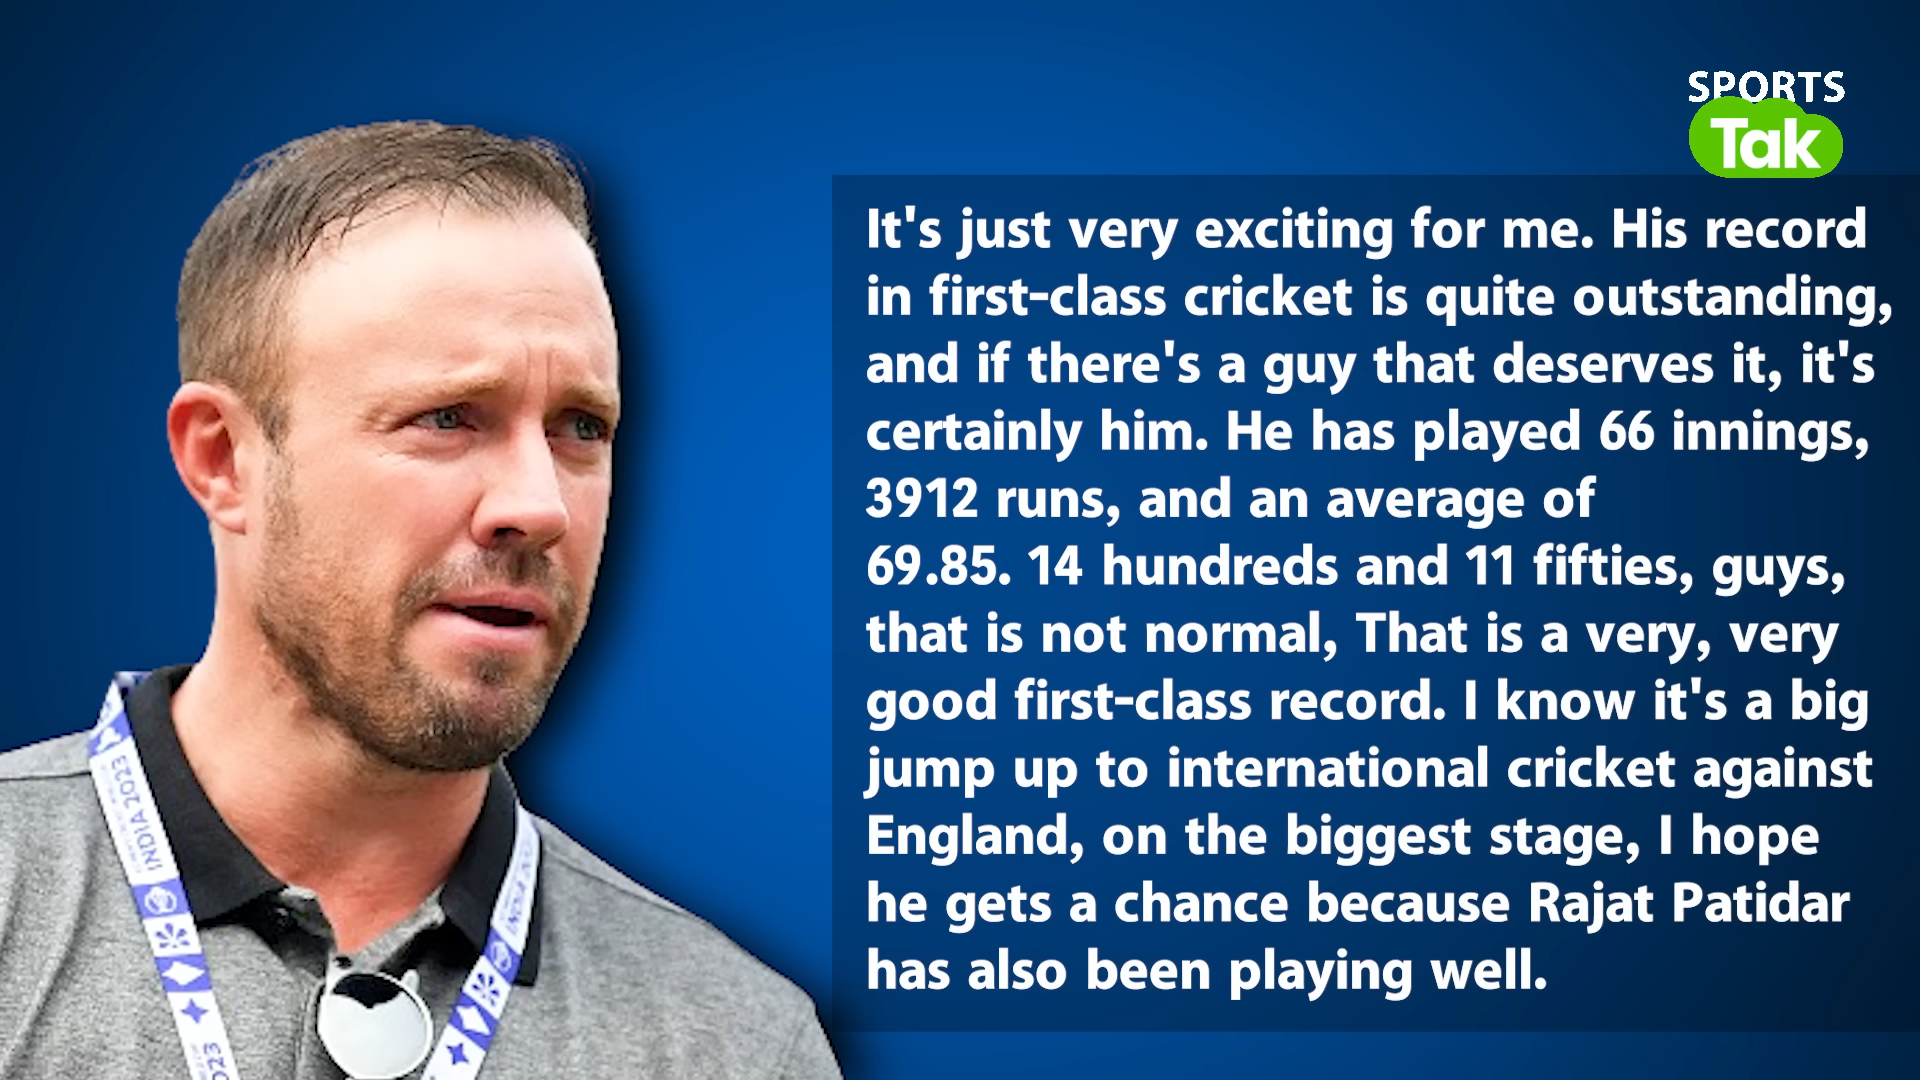 SPORTS
Tak
It's just very exciting for me. His record
in first-class cricket is quite outstanding,
and if there's a guy that deserves it, it's
certainly him. He has played 66 innings,
3912 runs, and an average of
69.85. 14 hundreds and 11 fifties, guys,
that is not normal, That is a very, very
good first-class record. I know it's a big
jump up to international cricket against
England, on the biggest stage, I hope
he gets a chance because Rajat Patidar
has also been playing well.
INDIA 2023